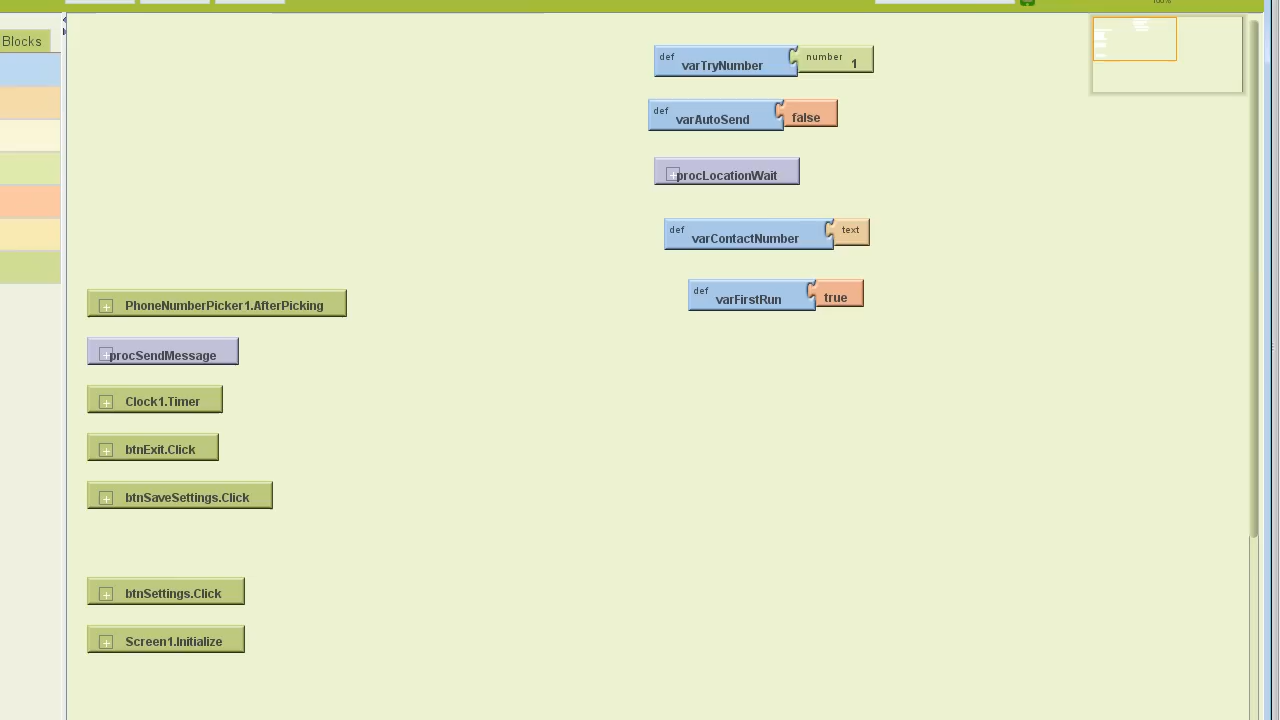 100%
Blocks
def varTryNumber number 1
def varAutoSend false
procLocationWait
def varContactNumber text
def varFirstRun true
PhoneNumberPicker1.AfterPicking
procSendMessage
Clock1.Timer
btnExit.Click
btnSaveSettings.Click
btnSettings.Click
Screen1.Initialize